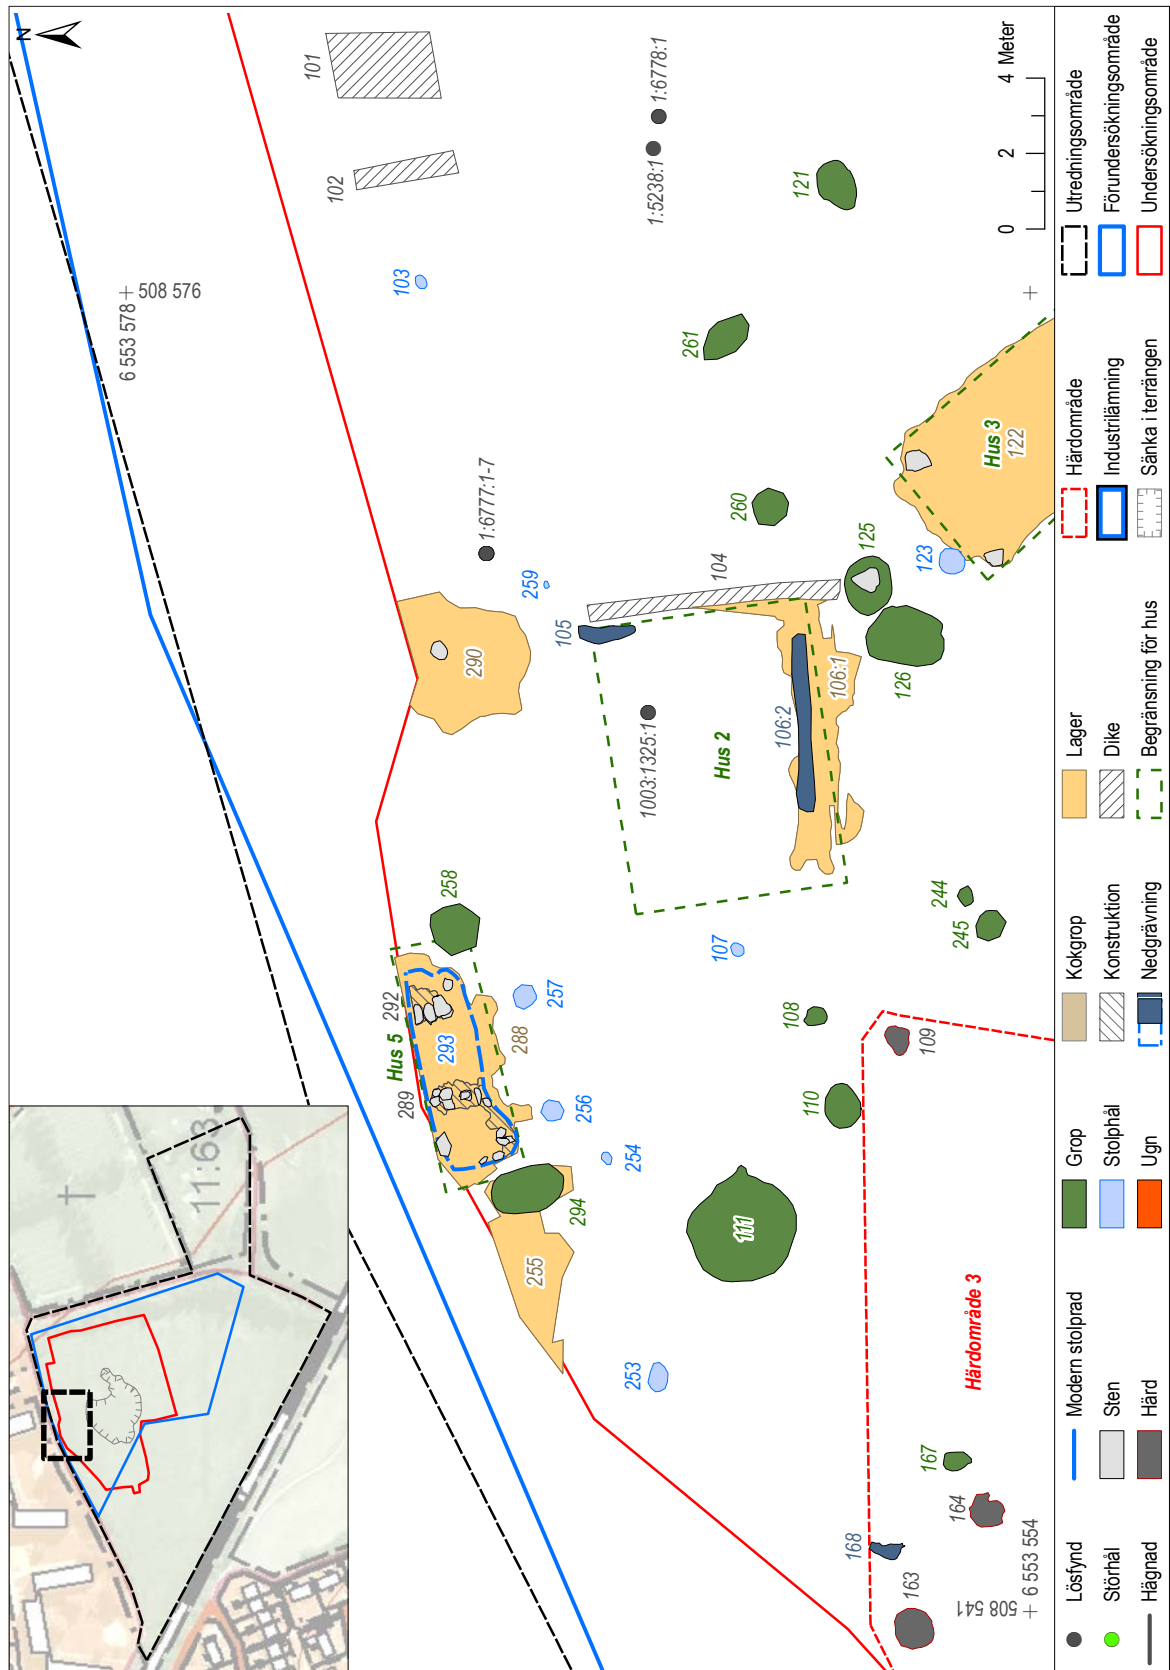 N
11:63
6 553 578
508 576
101
102
103
1:6778:1
1:5238:1
121
261
1:6777:1-7
259
260
104
105
290
1003:1325:1
Hus 2
106:2
106:1
125
126
123
Hus 3
122
258
292
Hus 5
289
293
288
257
256
254
107
244
245
108
109
110
111
294
255
253
Härdområde 3
167
164
168
163
508 541
6 553 554
0 2 4 Meter
Lösfynd
Störhål
Hägnad
Modern stolprad
Sten
Härd
Grop
Stolphål
Ugn
Kokgrop
Konstruktion
Nedgrävning
Lager
Dike
Begränsning för hus
Härdområde
Industrilämning
Sänka i terrängen
Utredningsområde
Förundersökningsområde
Undersökningsområde